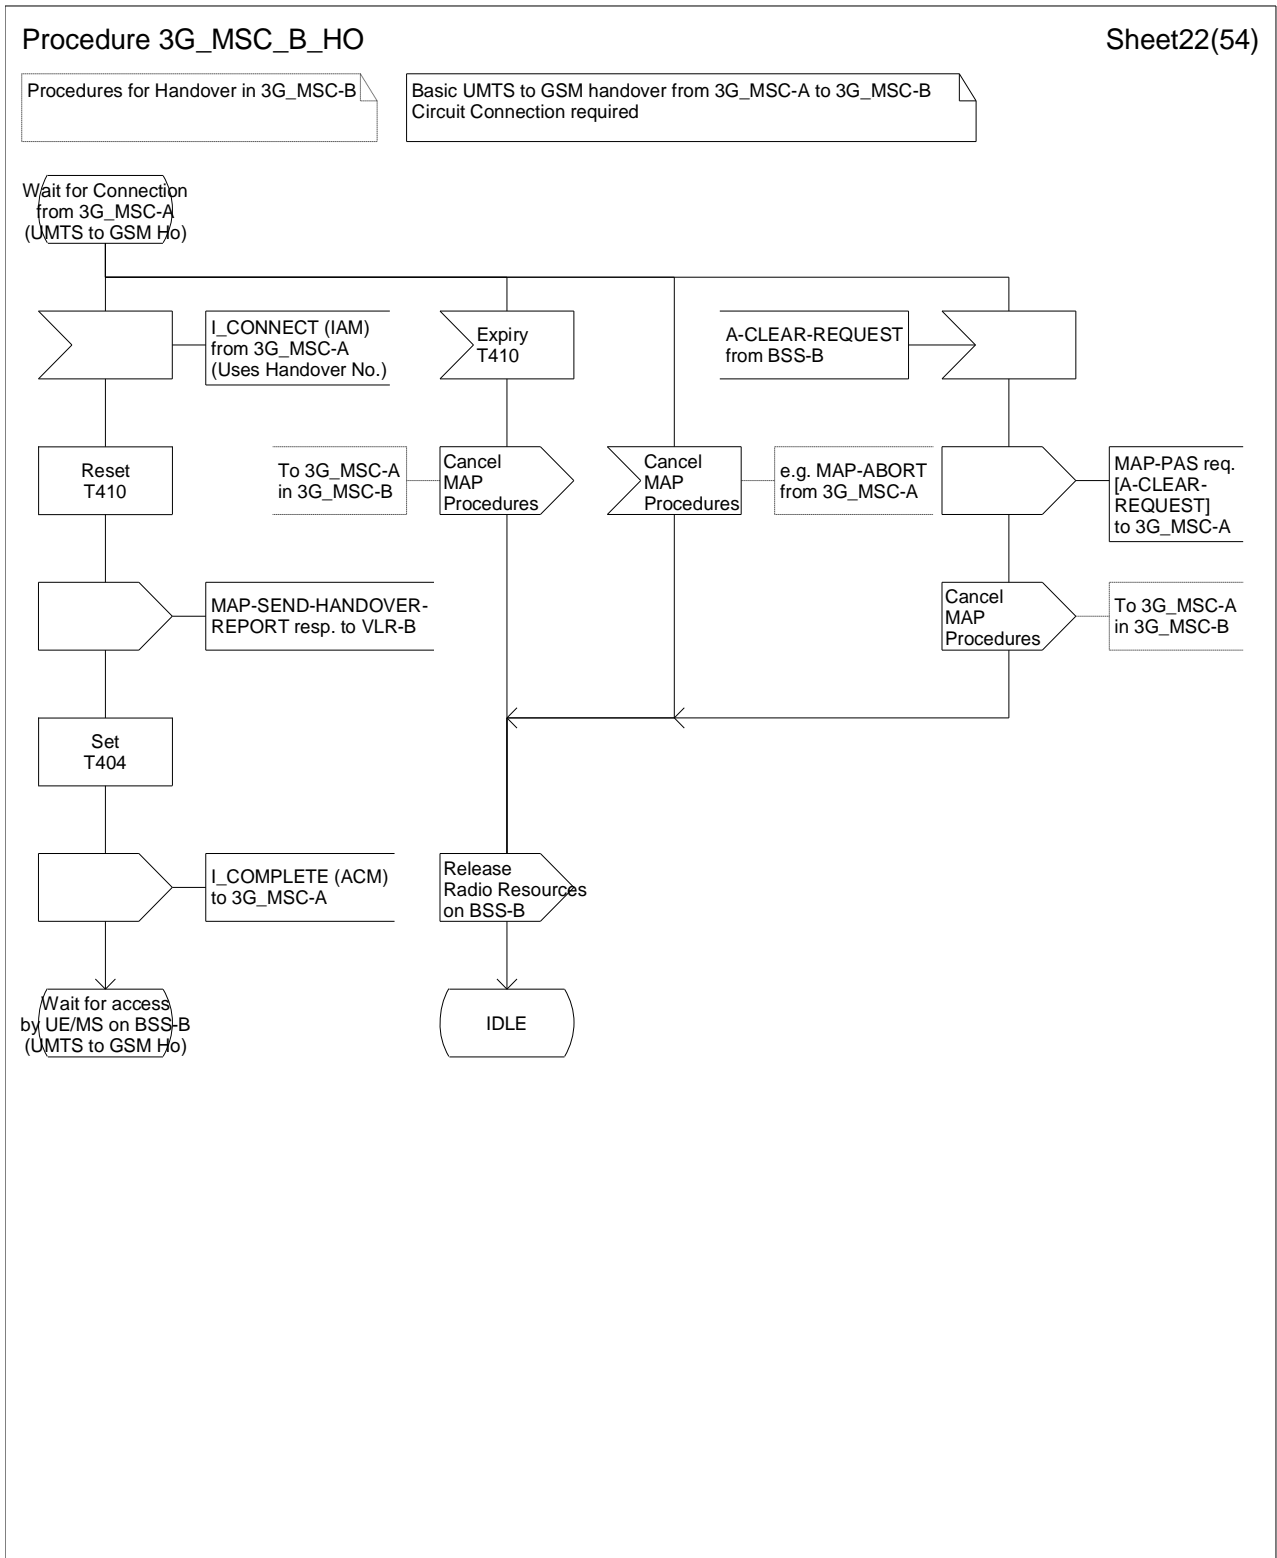 Procedure 3G_MSC_B_HO
Sheet22(54)
Procedures for Handover in 3G_MSC-B
Basic UMTS to GSM handover from 3G_MSC-A to 3G_MSC-B
Circuit Connection required
Wait for Connection
from 3G_MSC-A
(UMTS to GSM Ho)
I_CONNECT (IAM)
from 3G_MSC-A
(Uses Handover No.)
Expiry
T410
A-CLEAR-REQUEST
from BSS-B
Reset
T410
To 3G_MSC-A
in 3G_MSC-B
Cancel
MAP
Procedures
Cancel
MAP
Procedures
e.g. MAP-ABORT
from 3G_MSC-A
MAP-PAS req.
[A-CLEAR-
REQUEST]
to 3G_MSC-A
MAP-SEND-HANDOVER-
REPORT resp. to VLR-B
Cancel
MAP
Procedures
To 3G_MSC-A
in 3G_MSC-B
Set
T404
I_COMPLETE (ACM)
to 3G_MSC-A
Release
Radio Resources
on BSS-B
Wait for access
by UE/MS on BSS-B
(UMTS to GSM Ho)
IDLE